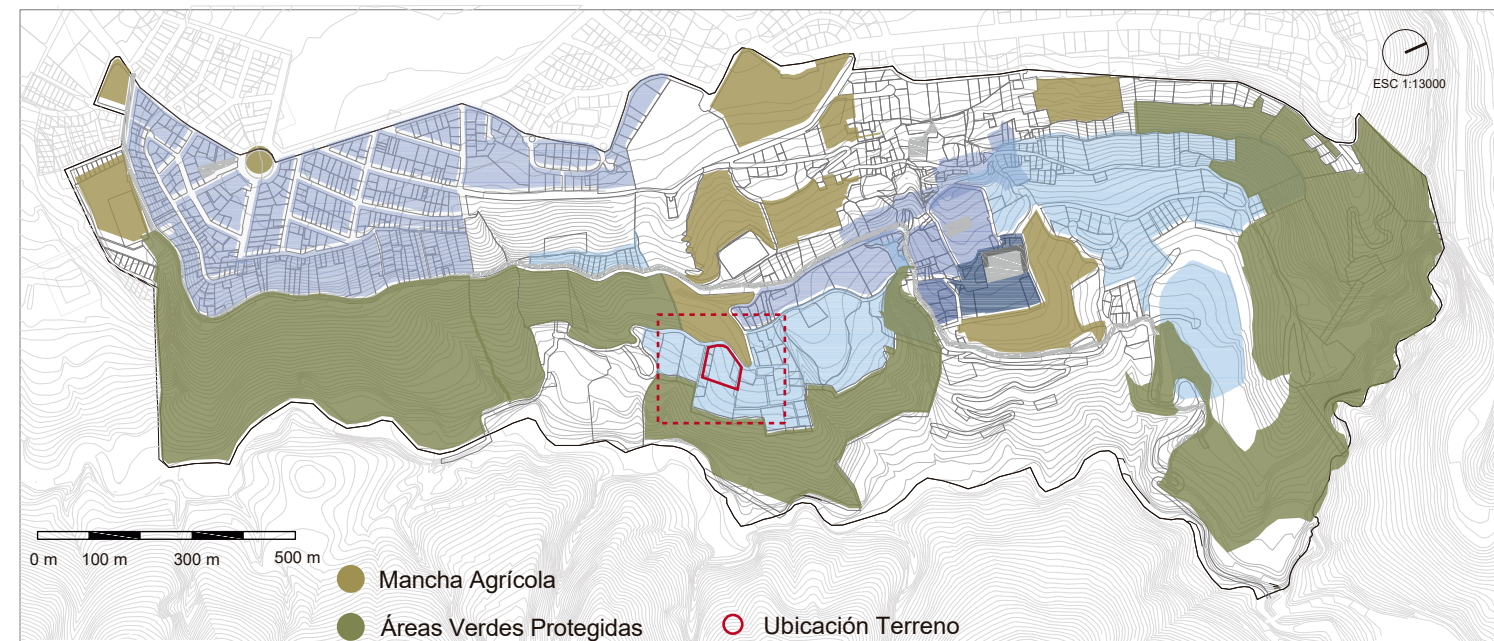 ESC 1:13000
0 m 100 m 300 m 500 m
Mancha Agrícola
Áreas Verdes Protegidas
Ubicación Terreno